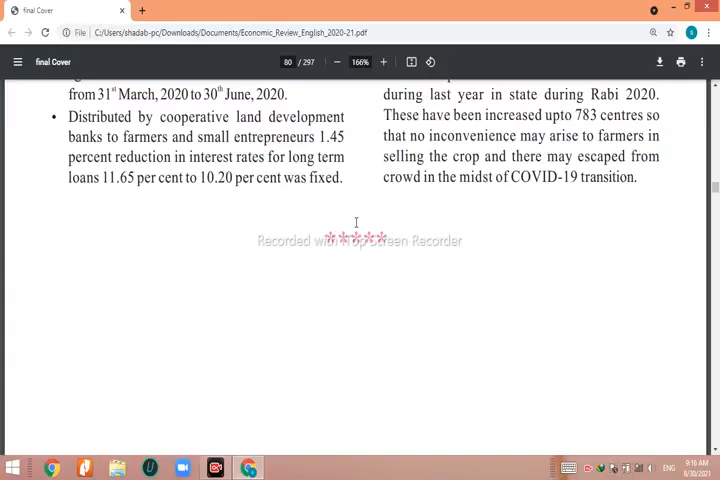 final Cover
File
C:/Users/shadab-pc/Downloads/Documents/Economic_Review_English_2020-21.pdf
final Cover
80 / 297
166%
from 31st March, 2020 to 30th June, 2020.
• Distributed by cooperative land development
banks to farmers and small entrepreneurs 1.45
percent reduction in interest rates for long term
loans 11.65 per cent to 10.20 per cent was fixed.
during last year in state during Rabi 2020.
These have been increased upto 783 centres so
that no inconvenience may arise to farmers in
selling the crop and there may escaped from
crowd in the midst of COVID-19 transition.
*****
Recorded with Screen Recorder
ENG
9:16 AM
6/30/2021